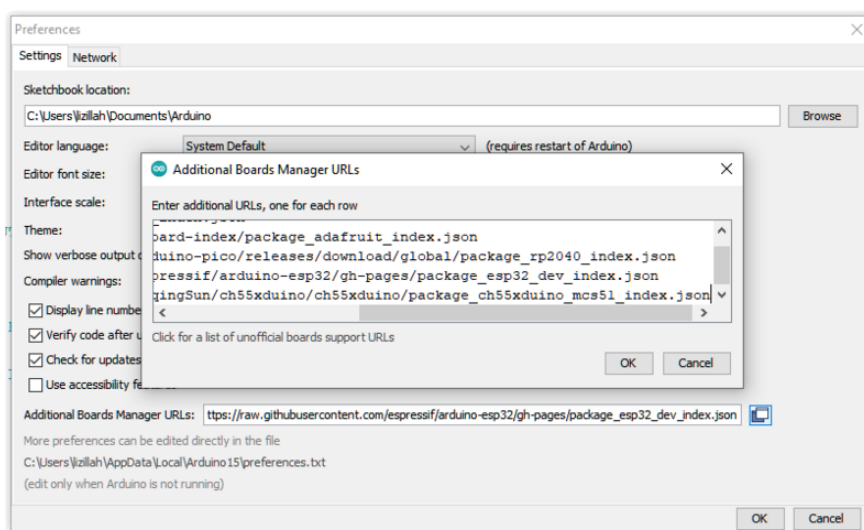 Preferences
Settings Network
Sketchbook location:
C:\Users\lizillah\Documents\Arduino Browse
Editor language: System Default (requires restart of Arduino)
Editor font size:
Additional Boards Manager URLs
Interface scale:
Enter additional URLs, one for each row
Theme:
oard-index/package_adafruit_index.json
Show verbose output
duino-pico/releases/download/global/package_rp2040_index.json
Compiler warnings:
pressif/arduino-esp32/gh-pages/package_esp32_dev_index.json
qingSun/ch55xduino/ch55xduino/package_ch55xduino_mcs51_index.json
Display line numbe
Verify code after u
Click for a list of unofficial boards support URLs
Check for updates
OK Cancel
Use accessibility
Additional Boards Manager URLs: ttps://raw.githubusercontent.com/espressif/arduino-esp32/gh-pages/package_esp32_dev_index.json
More preferences can be edited directly in the file
C:\Users\lizillah\AppData\Local\Arduino15\preferences.txt
(edit only when Arduino is not running)
OK Cancel